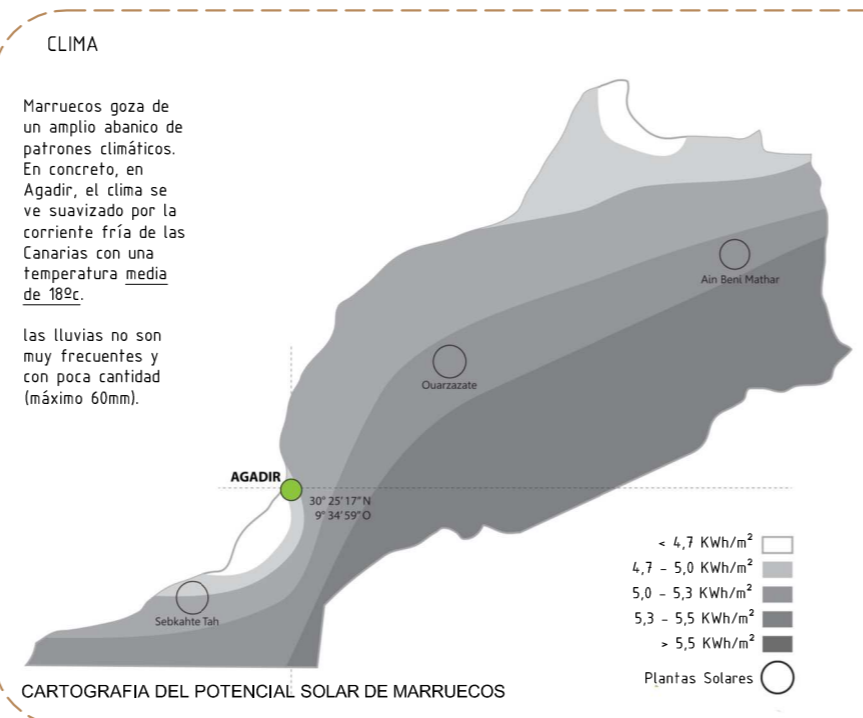 CLIMA
Marruecos goza de
un amplio abanico de
patrones climáticos.
En concreto, en
Agadir, el clima se
ve suavizado por la
corriente fría de las
Canarias con una
temperatura media
de 18ºc.
las lluvias no son
muy frecuentes y
con poca cantidad
(máximo 60mm).
Ain Beni Mathar
Ouarzazate
AGADIR
30° 25' 17" N
9° 34' 59" O
Sebkahte Tah
< 4,7 KWh/m²
4,7 - 5,0 KWh/m²
5,0 - 5,3 KWh/m²
5,3 - 5,5 KWh/m²
> 5,5 KWh/m²
Plantas Solares
CARTOGRAFIA DEL POTENCIAL SOLAR DE MARRUECOS